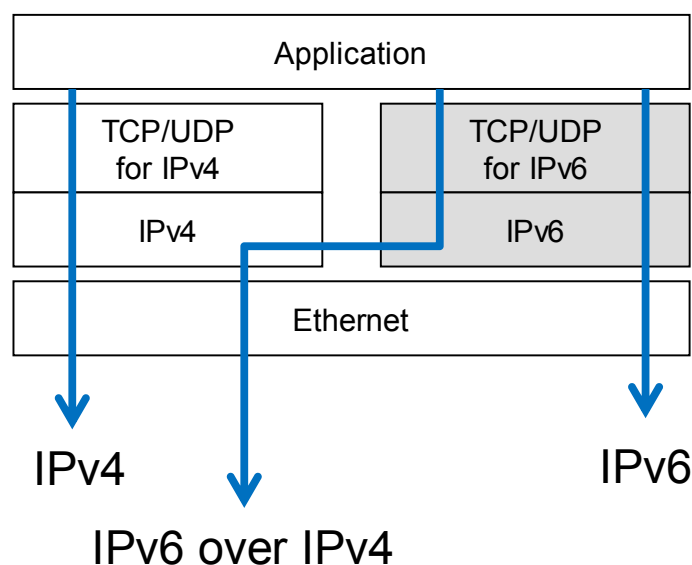 Application
TCP/UDP
for IPv4
TCP/UDP
for IPv6
IPv4
IPv6
Ethernet
IPv4
IPv6
IPv6 over IPv4